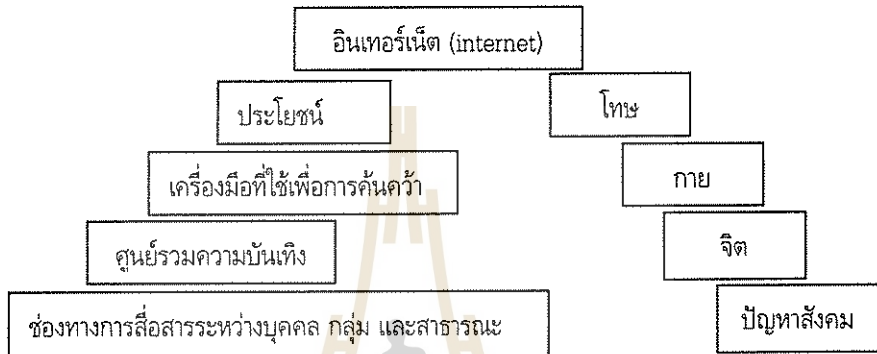 อินเทอร์เน็ต (internet)
ประโยชน์
โทษ
เครื่องมือที่ใช้เพื่อการค้นคว้า
กาย
ศูนย์รวมความบันเทิง
จิต
ช่องทางการสื่อสารระหว่างบุคคล กลุ่ม และสาธารณะ
ปัญหาสังคม